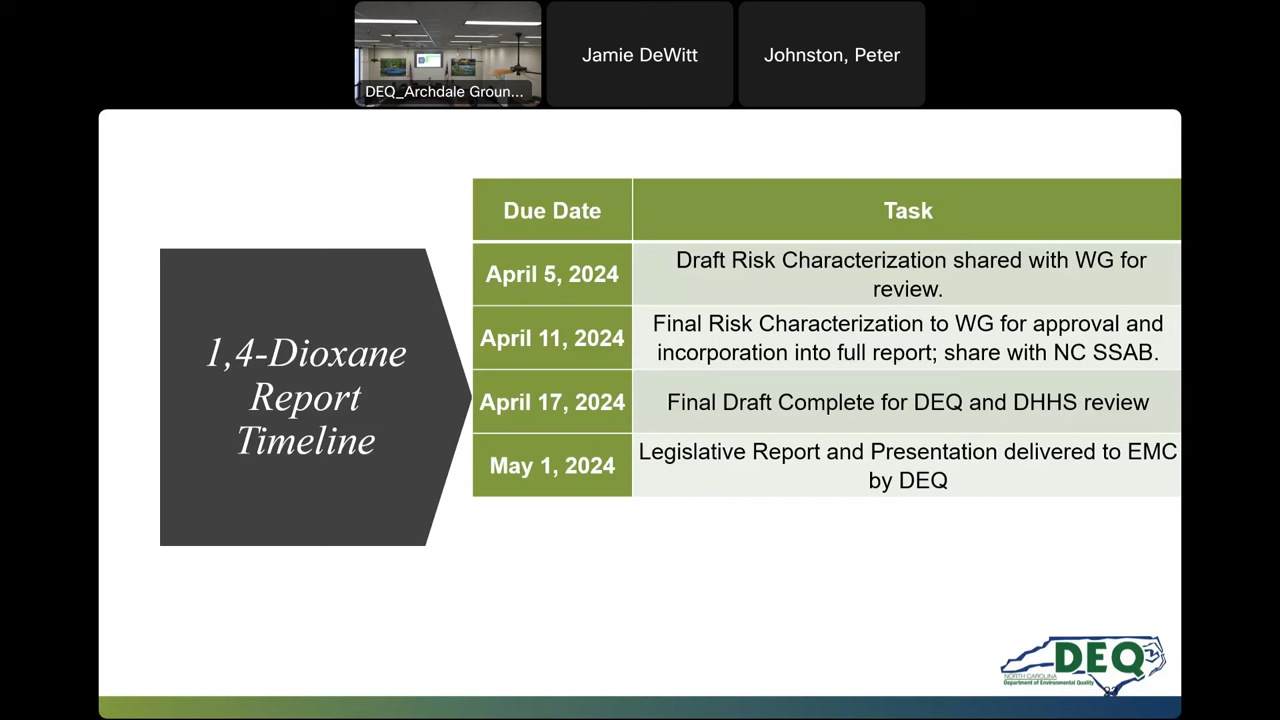 DEQ_Archdale Groun...
Jamie DeWitt
Johnston, Peter
1,4-Dioxane
Report
Timeline
Due Date
Task
April 5, 2024
Draft Risk Characterization shared with WG for
review.
April 11, 2024
Final Risk Characterization to WG for approval and
incorporation into full report; share with NC SSAB.
April 17, 2024
Final Draft Complete for DEQ and DHHS review
May 1, 2024
Legislative Report and Presentation delivered to EMC
by DEQ
DEQ
NORTH CAROLINA
Department of Environmental Quality